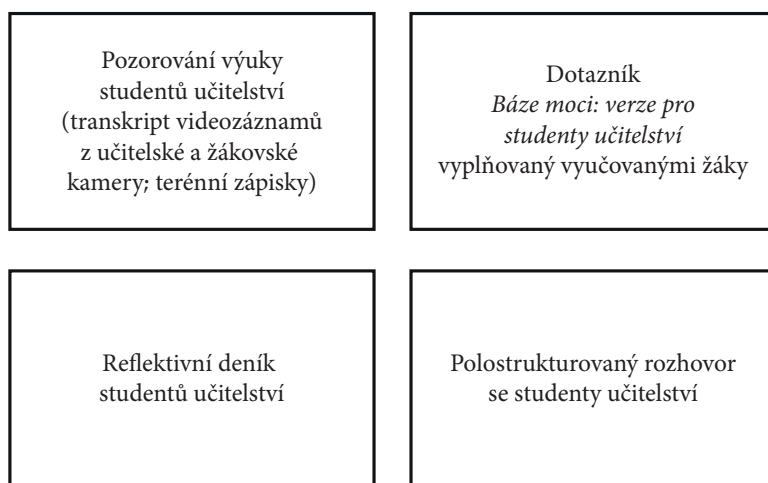 Pozorování výuky
studentů učitelství
(transkript videozáznamů
z učitelské a žákovské
kamery; terénní zápisky)
Dotazník
Báze moci: verze pro
studenty učitelství
vyplňovaný vyučovanými žáky
Reflektivní deník
studentů učitelství
Polostrukturovaný rozhovor
se studenty učitelství